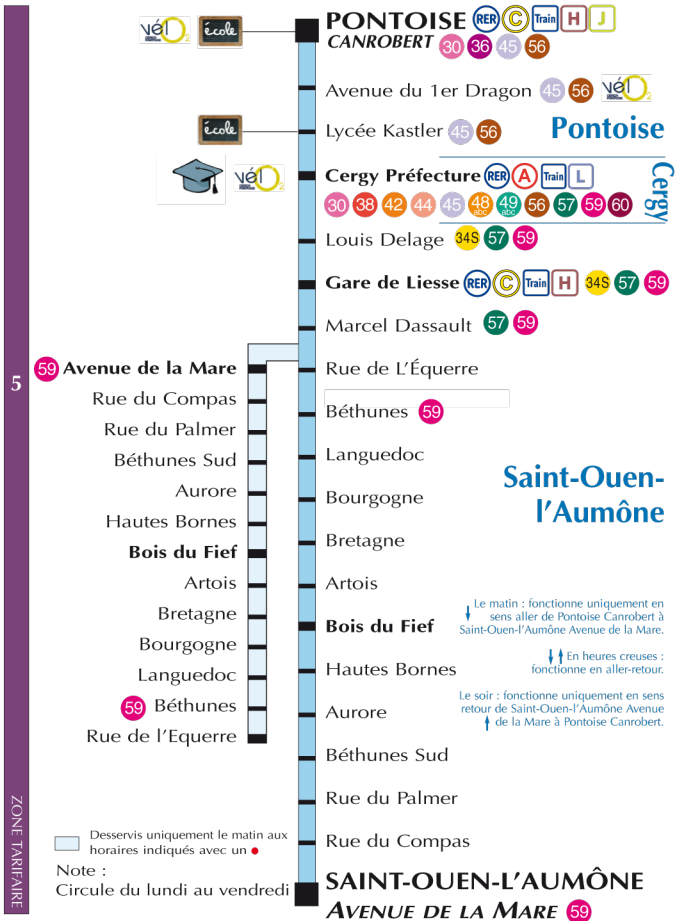 PONTOISE RER C Train H J
CANROBERT 30 36 45 56
vélO2 école
Avenue du 1er Dragon 45 56 vélO2
école Lycée Kastler 45 56
Pontoise
vélO2 Cergy Préfecture RER A Train L
30 38 42 44 45 48 abc 49 abc 56 57 59 60
Cergy
Louis Delage 34S 57 59
Gare de Liesse RER C Train H 34S 57 59
Marcel Dassault 57 59
Rue de L'Équerre
Béthunes 59
Languedoc
Bourgogne
Bretagne
Artois
Bois du Fief
Hautes Bornes
Aurore
Béthunes Sud
Rue du Palmer
Rue du Compas
SAINT-OUEN-L'AUMÔNE
AVENUE DE LA MARE 59
59 Avenue de la Mare
Rue du Compas
Rue du Palmer
Béthunes Sud
Aurore
Hautes Bornes
Bois du Fief
Artois
Bretagne
Bourgogne
Languedoc
59 Béthunes
Rue de l'Equerre
Saint-Ouen-
l'Aumône
Le matin : fonctionne uniquement en
sens aller de Pontoise Canrobert à
Saint-Ouen-l'Aumône Avenue de la Mare.
En heures creuses :
fonctionne en aller-retour.
Le soir : fonctionne uniquement en sens
retour de Saint-Ouen-l'Aumône Avenue
de la Mare à Pontoise Canrobert.
Desservis uniquement le matin aux
horaires indiqués avec un
Note :
Circule du lundi au vendredi
5
ZONE TARIFAIRE